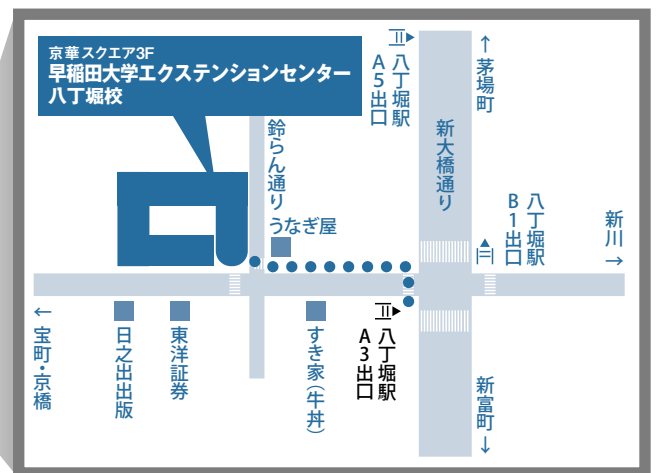 京華スクエア3F
早稲田大学エクステンションセンター
八丁堀校
八丁堀駅
A5出口
↑茅場町
新大橋通り
鈴らん通り
うなぎ屋
八丁堀駅
B1出口
新川→
←宝町・京橋
日之出出版
東洋証券
すき家(牛丼)
八丁堀駅
A3出口
新富町↓